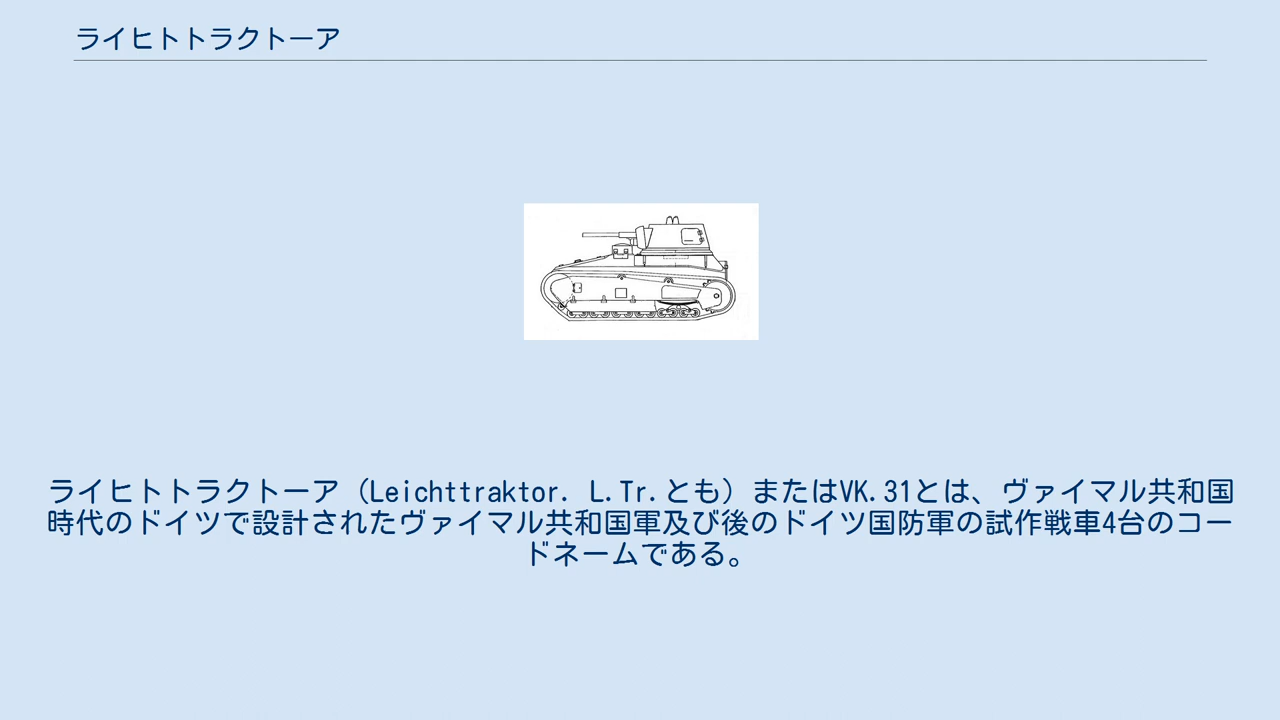 ライヒトトラクトーア
ライヒトトラクトーア（Leichttraktor. L.Tr.とも）またはVK.31とは、ヴァイマル共和国
時代のドイツで設計されたヴァイマル共和国軍及び後のドイツ国防軍の試作戦車4台のコー
ドネームである。